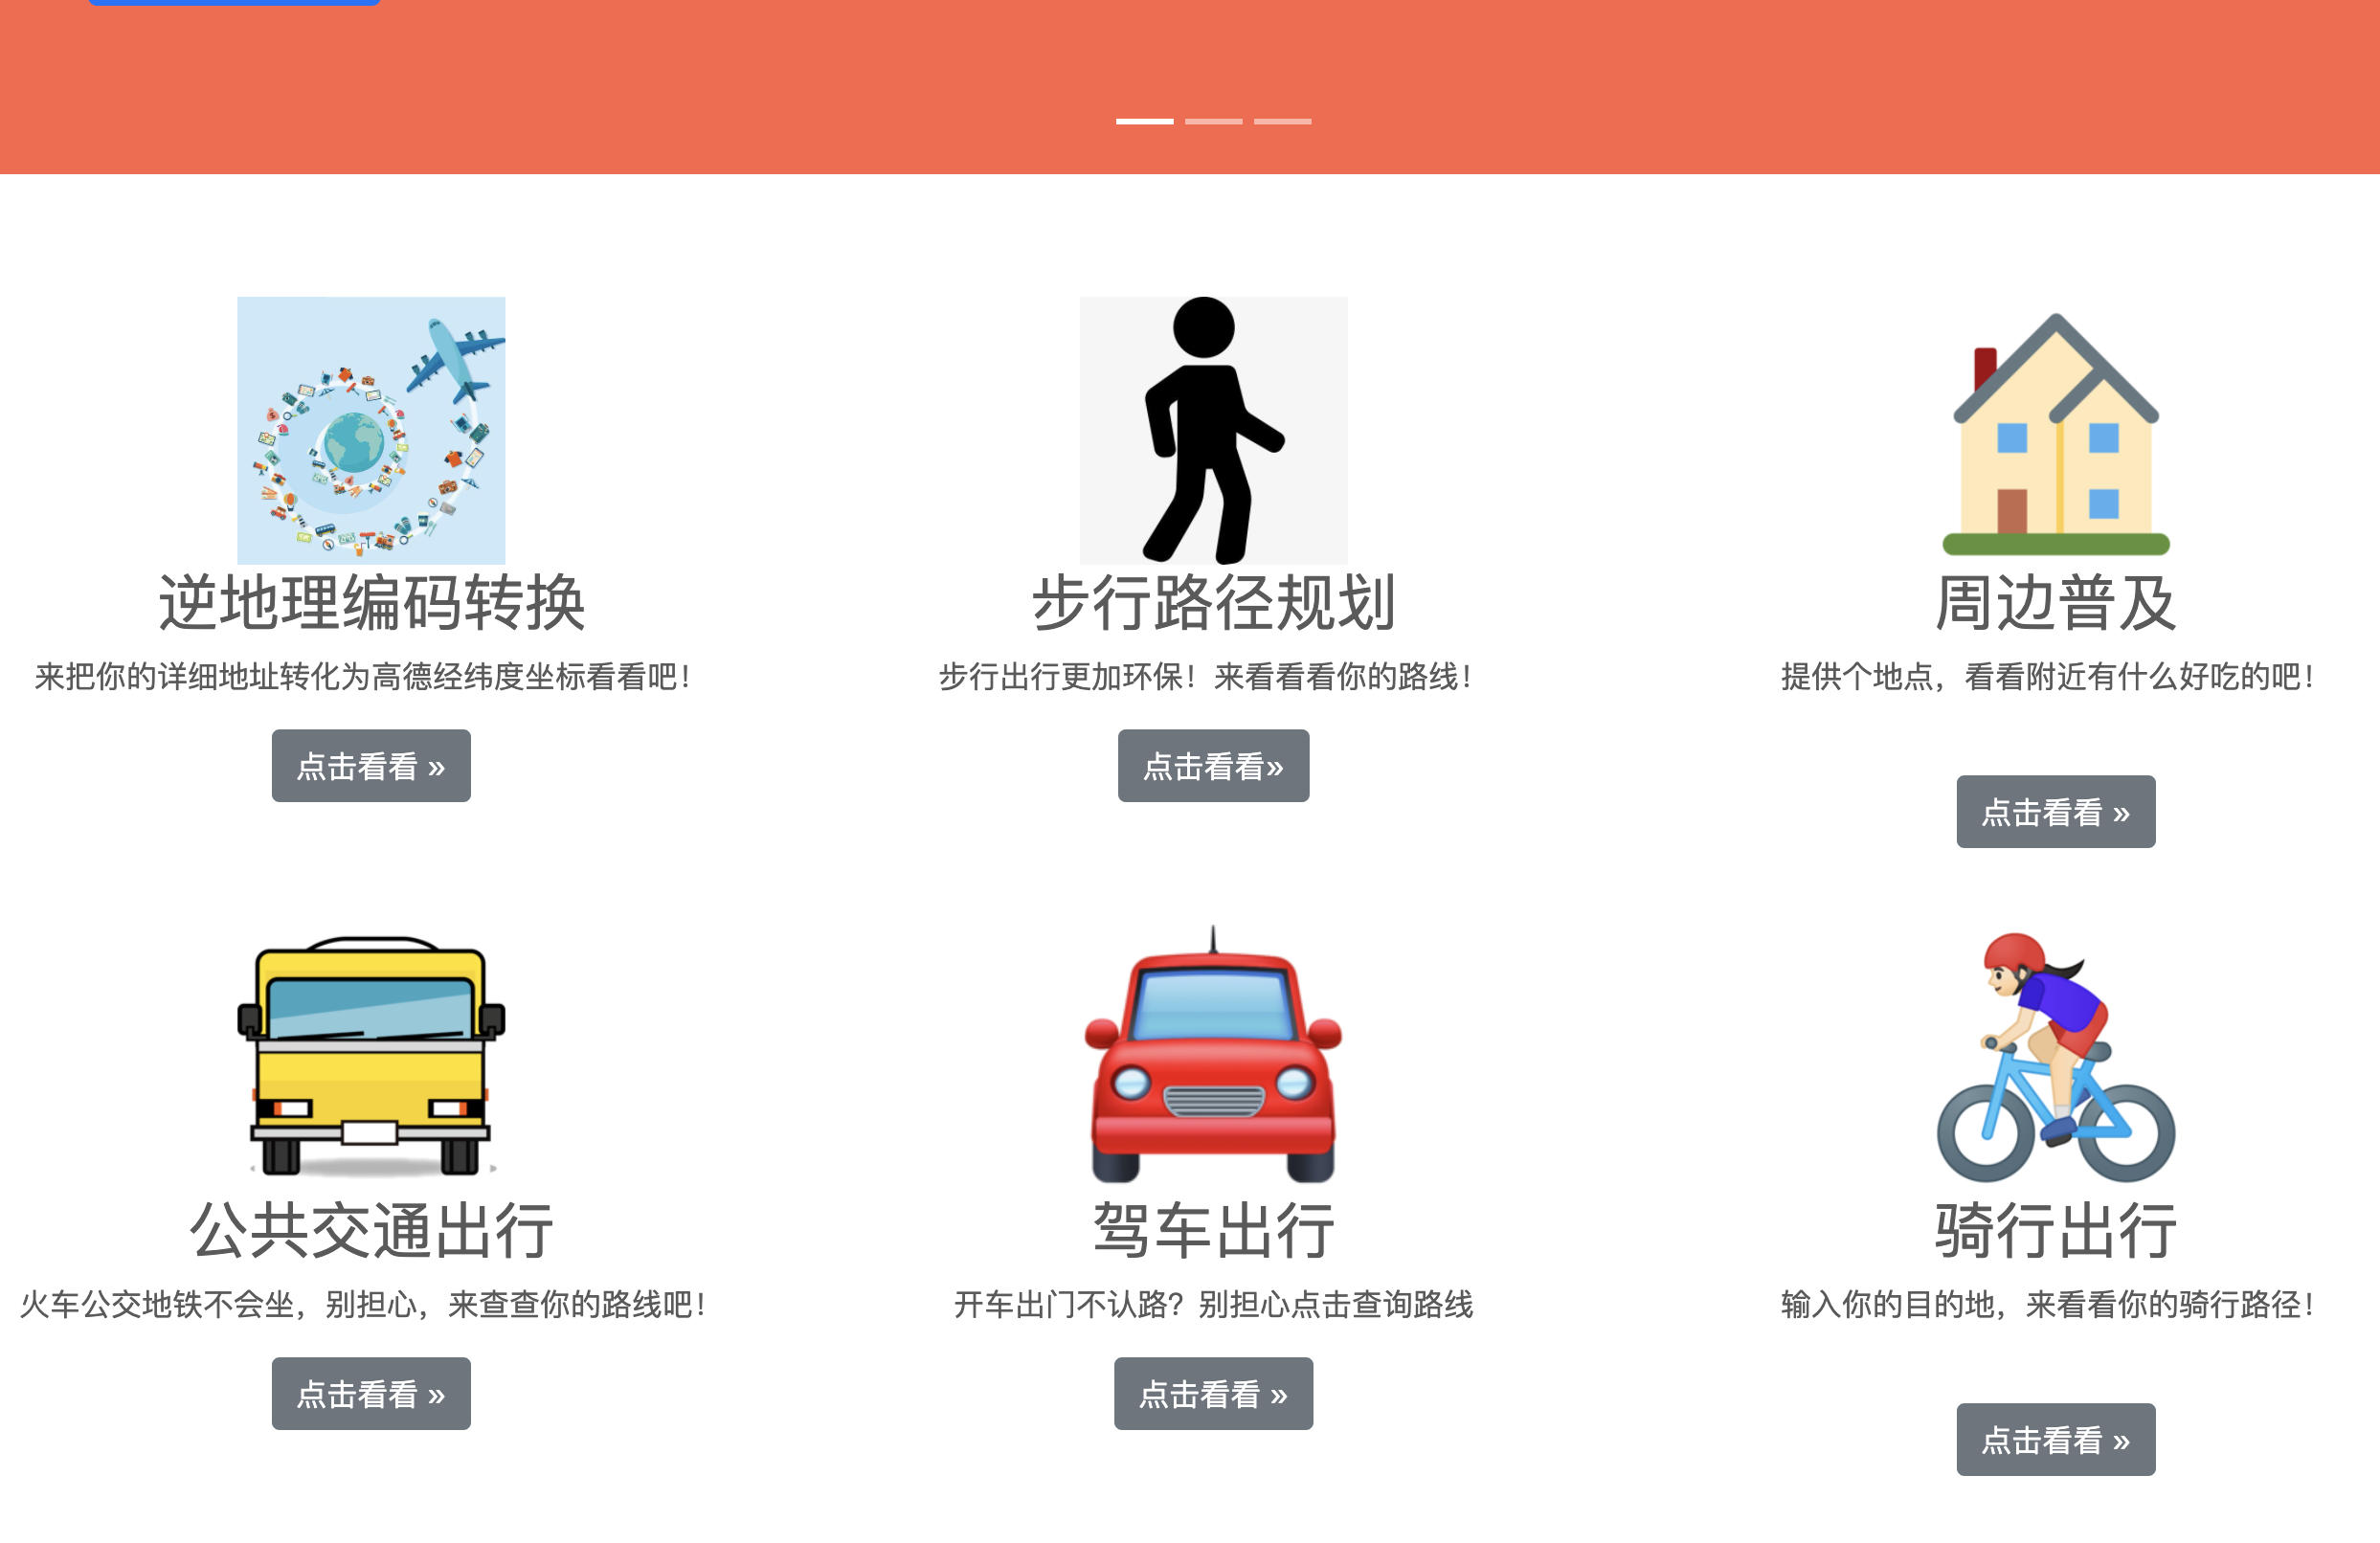 逆地理编码转换
来把你的详细地址转化为高德经纬度坐标看看吧！
点击看看 »
步行路径规划
步行出行更加环保！来看看看你的路线！
点击看看»
周边普及
提供个地点，看看附近有什么好吃的吧！
点击看看 »
公共交通出行
火车公交地铁不会坐，别担心，来查查你的路线吧！
点击看看 »
驾车出行
开车出门不认路？别担心点击查询路线
点击看看 »
骑行出行
输入你的目的地，来看看你的骑行路径！
点击看看 »